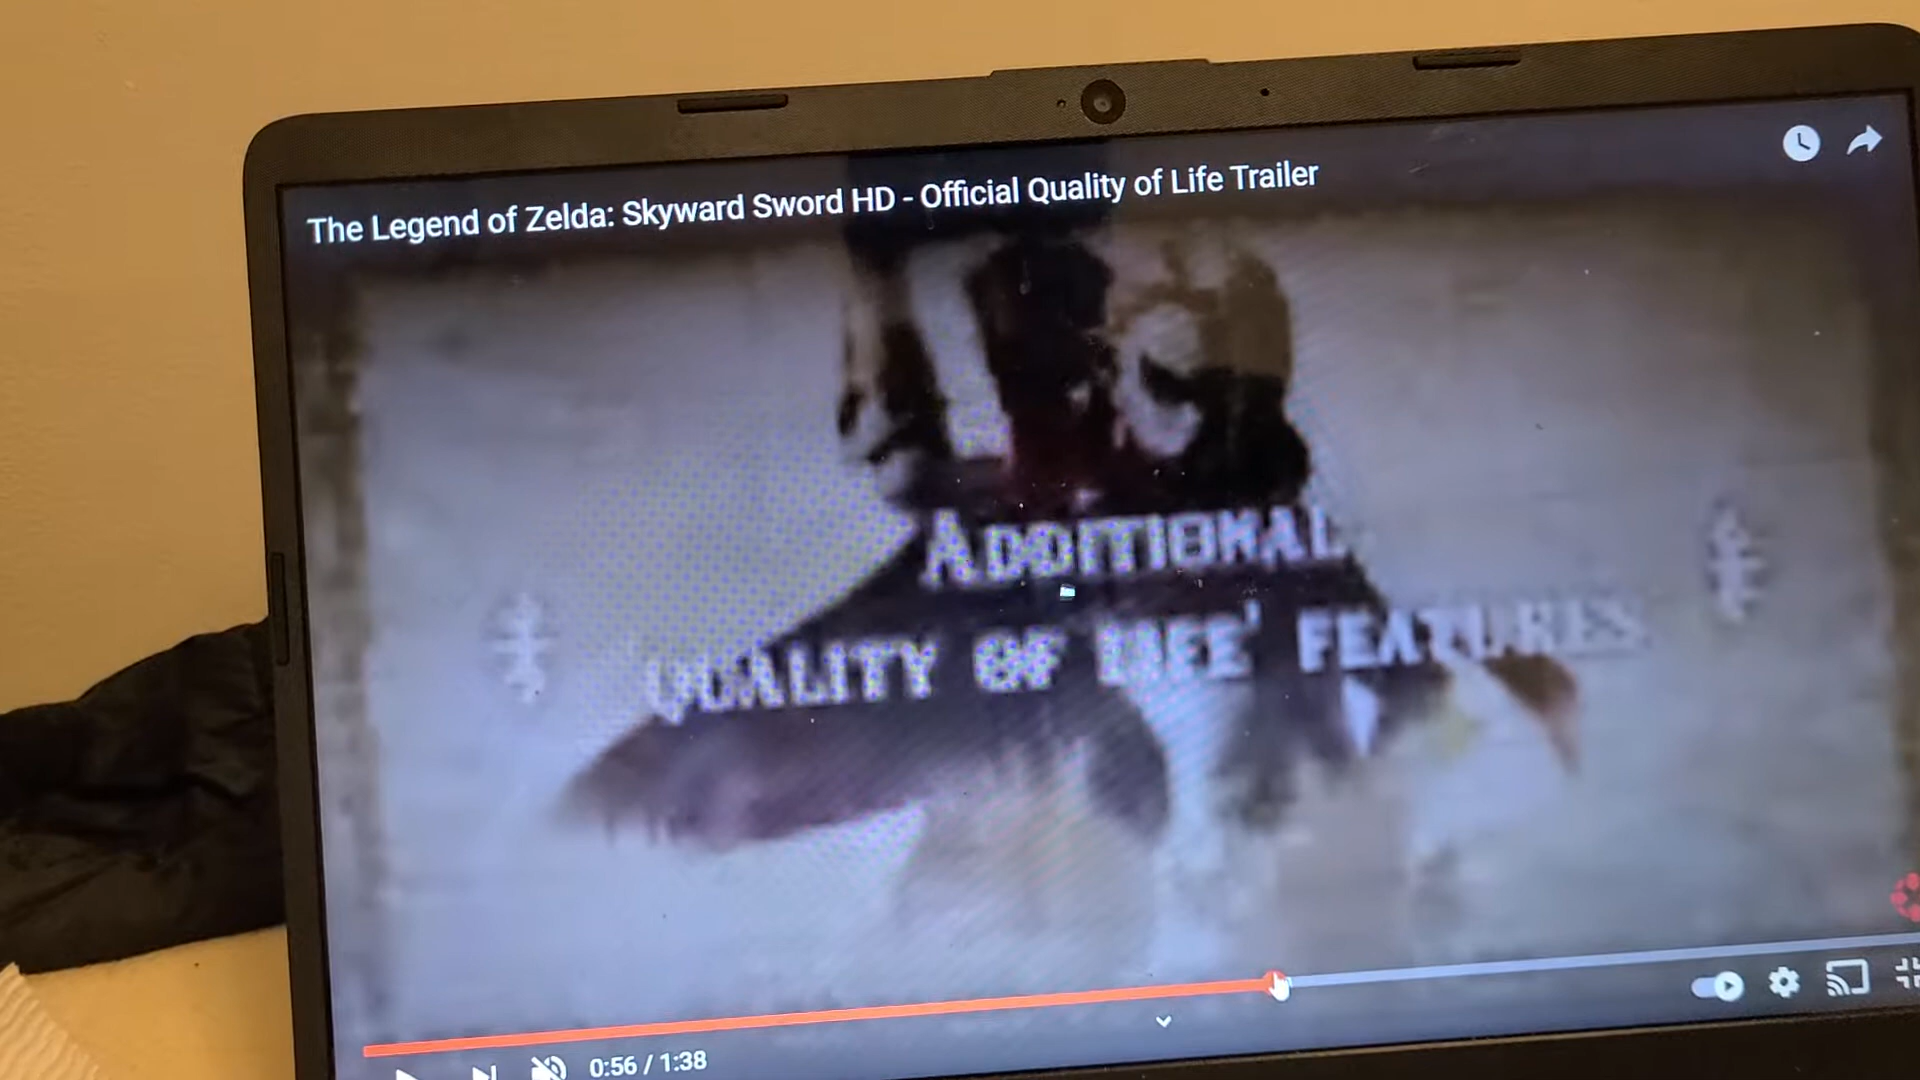 The Legend of Zelda: Skyward Sword HD - Official Quality of Life Trailer
ADDITIONAL
'QUALITY OF LIFE' FEATURES
0:56 / 1:38